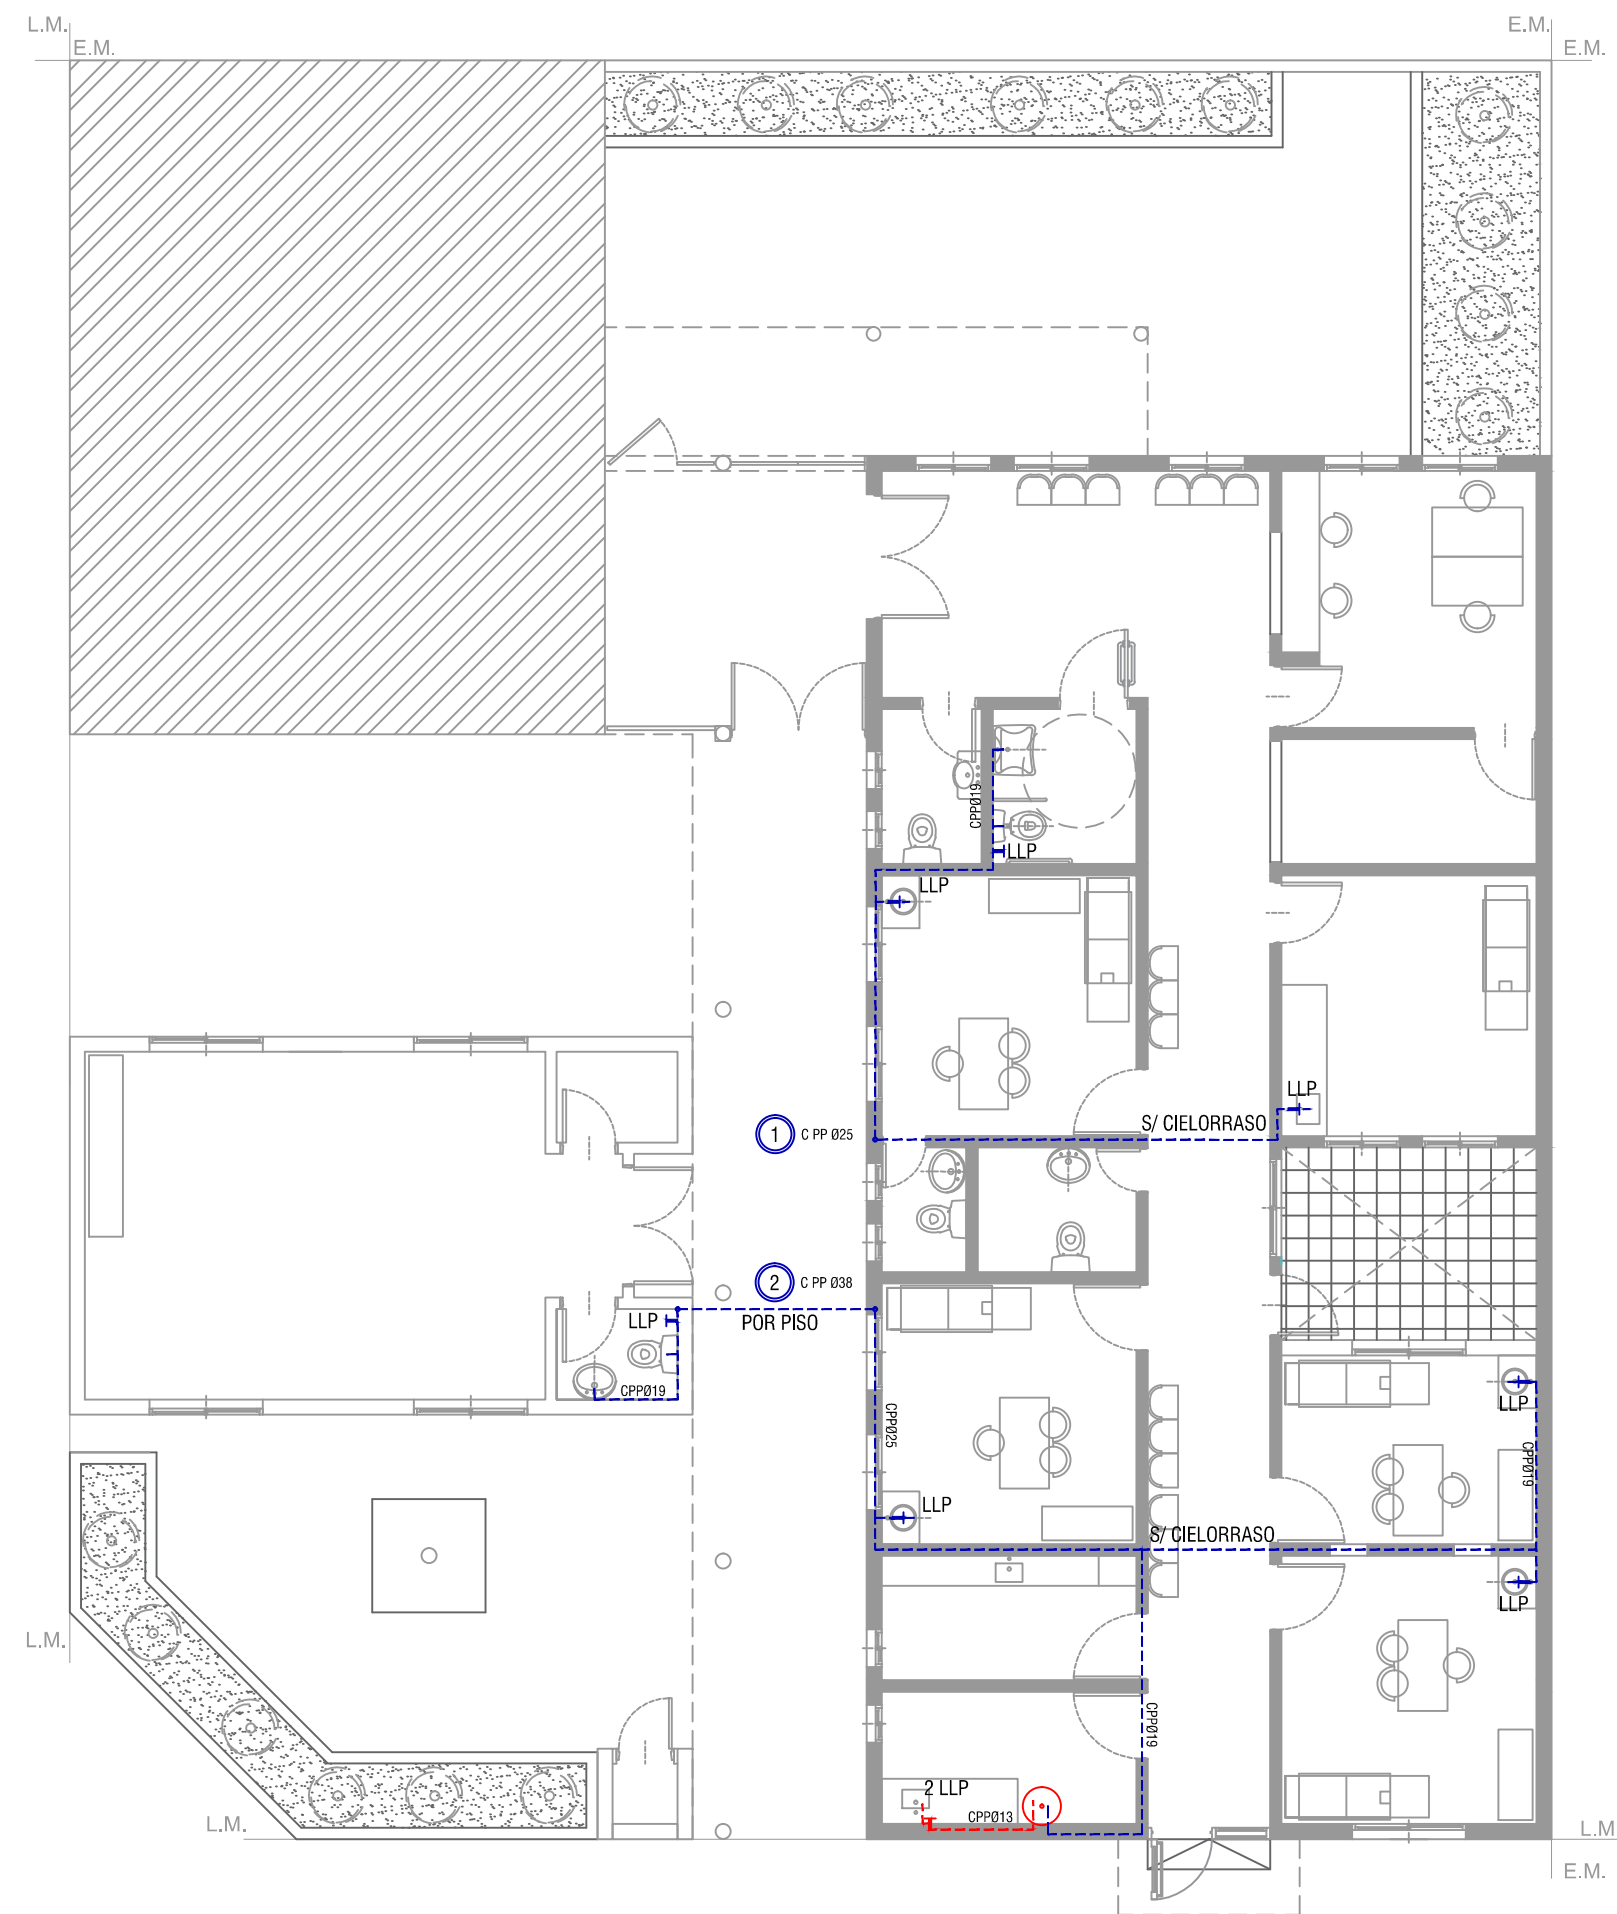 L.M.
E.M.
E.M.
E.M.
CPPØ19
LLP
LLP
LLP
S/ CIELORRASO
1
C PP Ø25
2
C PP Ø38
LLP
POR PISO
CPPØ19
LLP
CPPØ25
CPPØ19
LLP
S/ CIELORRASO
LLP
L.M.
CPPØ19
2 LLP
CPPØ13
L.M.
L.M
E.M.